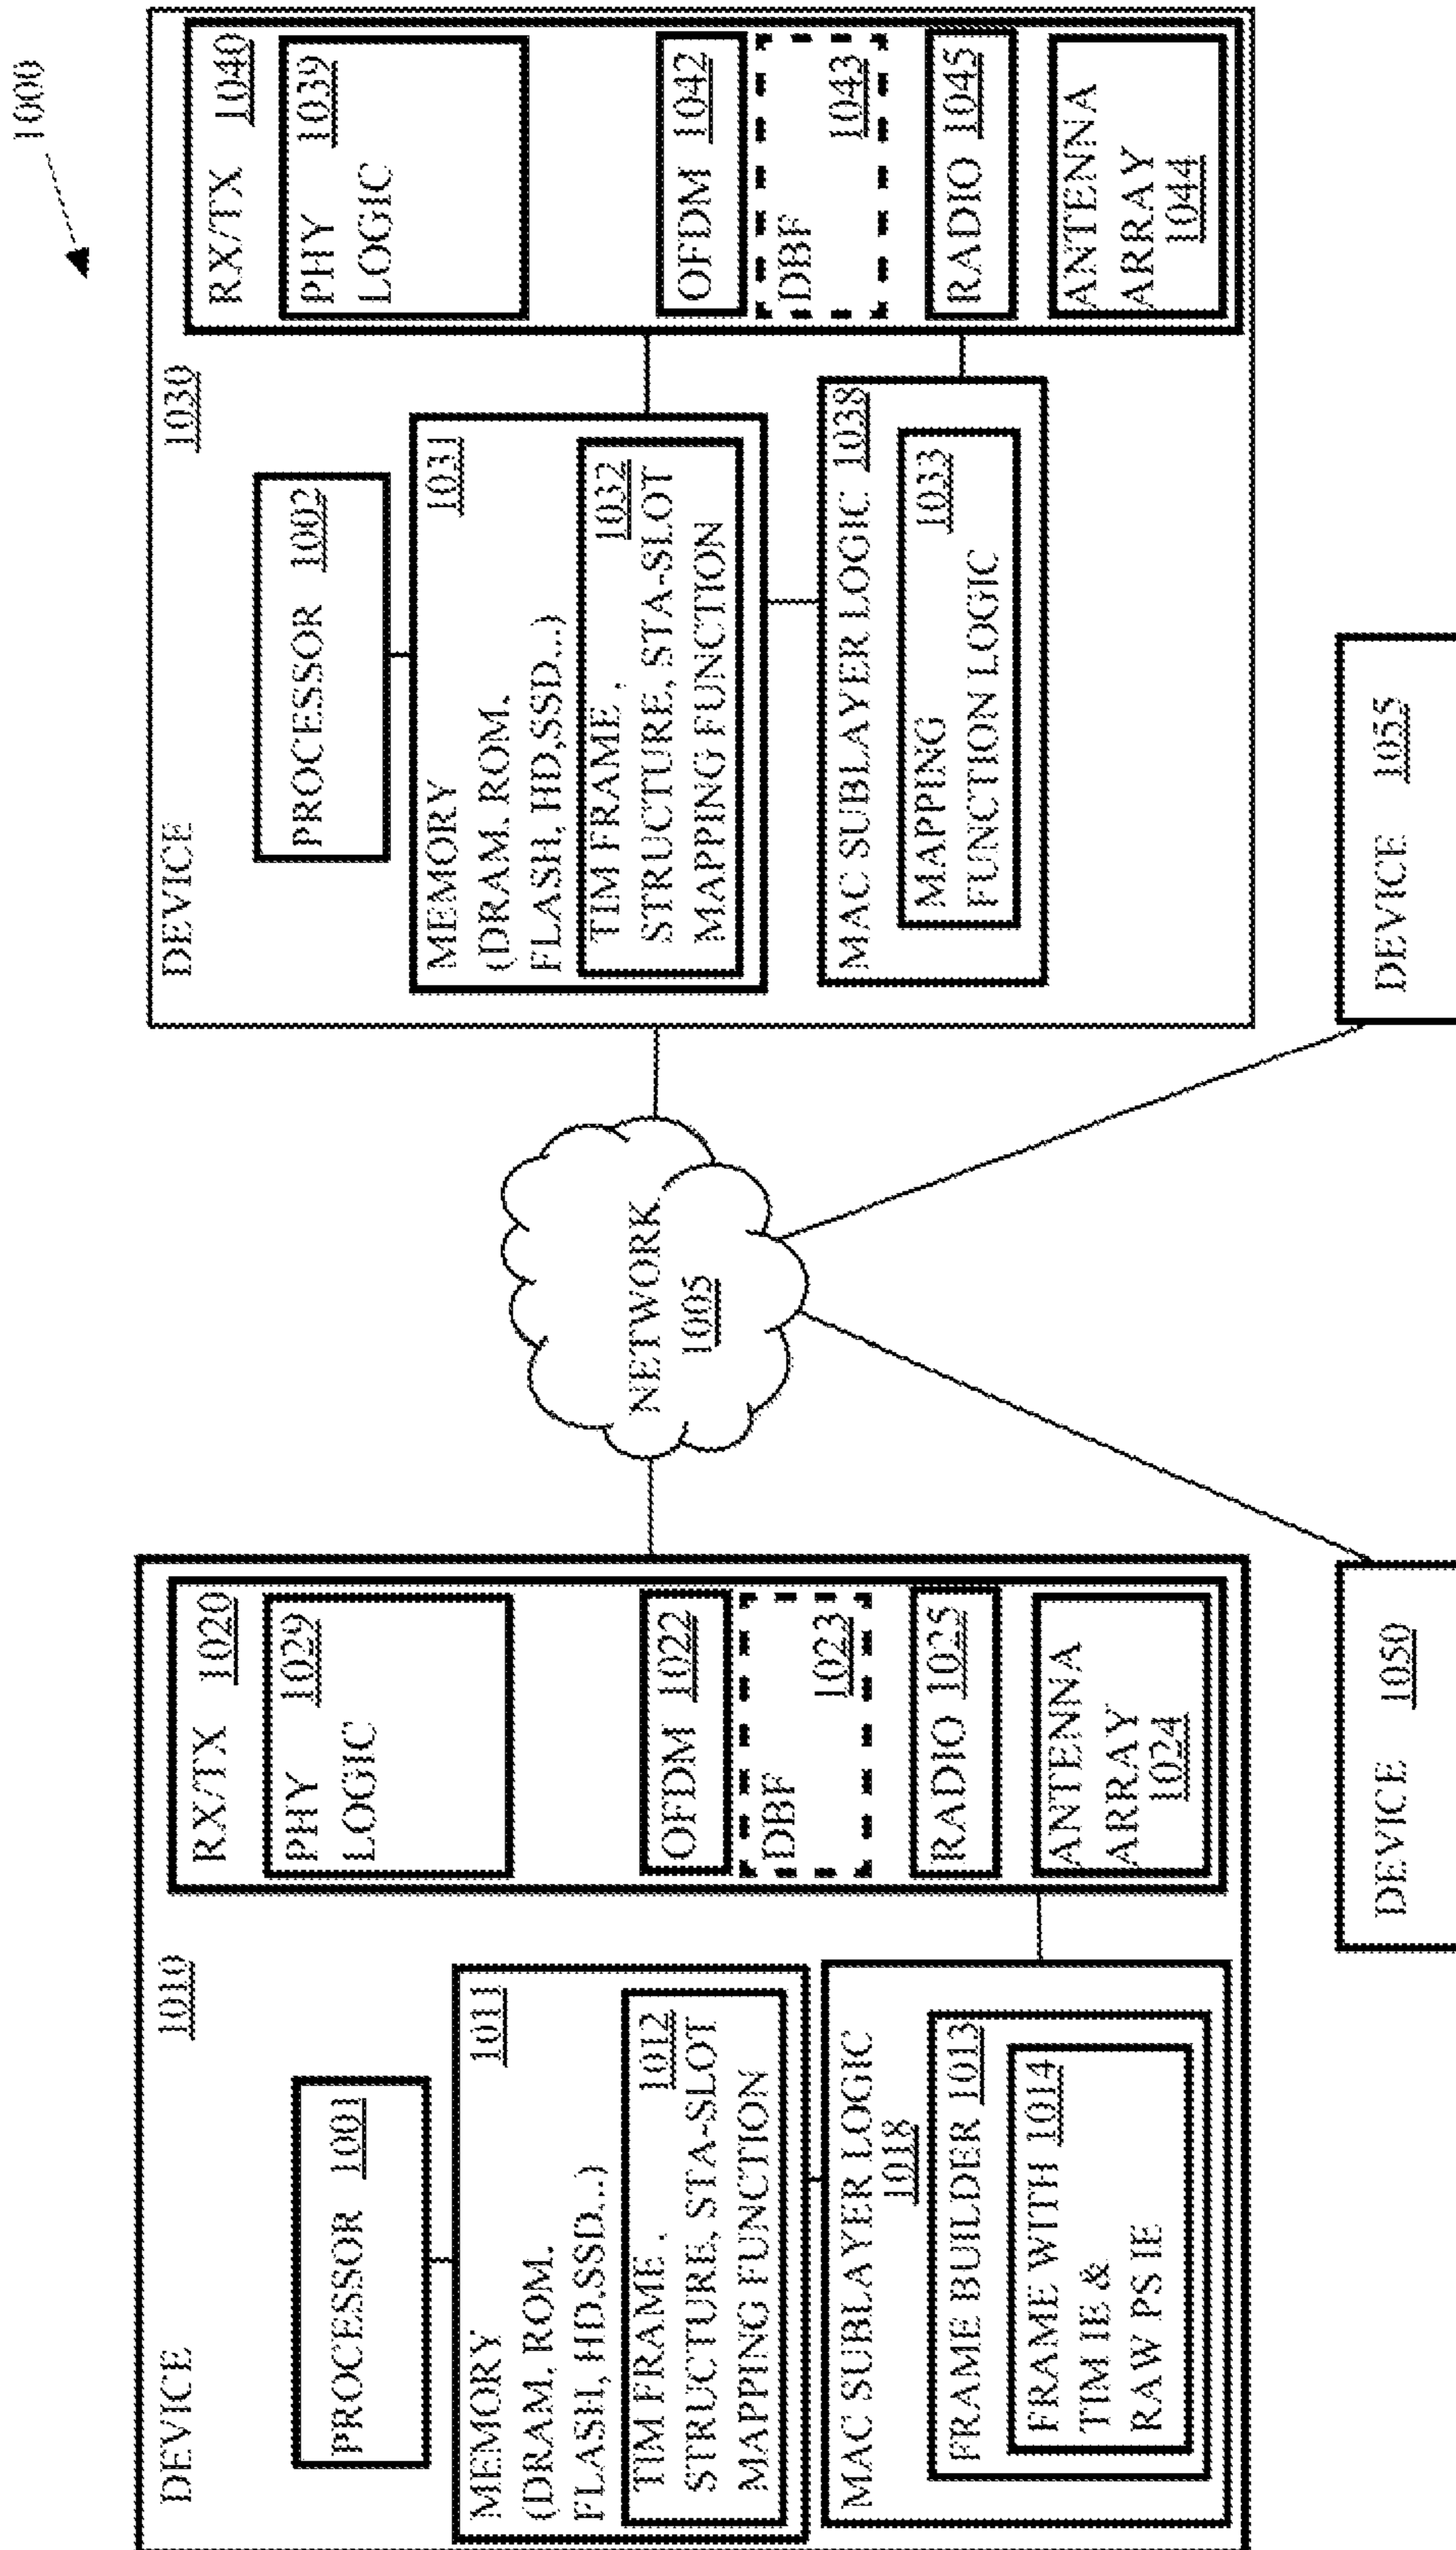 1000
DEVICE 1010
PROCESSOR 1001
MEMORY 1011
(DRAM. ROM.
FLASH, HD,SSD...)
TIM FRAME , 1012
STRUCTURE, STA-SLOT
MAPPING FUNCTION
MAC SUBLAYER LOGIC
1018
FRAME BUILDER 1013
FRAME WITH 1014
TIM IE &
RAW PS IE
RX/TX 1020
PHY 1029
LOGIC
OFDM 1022
DBF 1023
RADIO 1025
ANTENNA
ARRAY
1024
NETWORK
1005
DEVICE 1030
PROCESSOR 1002
MEMORY 1031
(DRAM. ROM.
FLASH, HD,SSD...)
TIM FRAME , 1032
STRUCTURE, STA-SLOT
MAPPING FUNCTION
MAC SUBLAYER LOGIC 1038
MAPPING 1033
FUNCTION LOGIC
RX/TX 1040
PHY 1039
LOGIC
OFDM 1042
DBF 1043
RADIO 1045
ANTENNA
ARRAY
1044
DEVICE 1050
DEVICE 1055